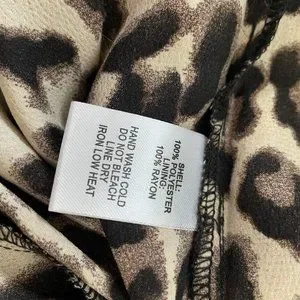 SHELL:
100% POLYESTER
LINING:
100% RAYON
HAND WASH COLD
DO NOT BLEACH
LINE DRY
IRON LOW HEAT